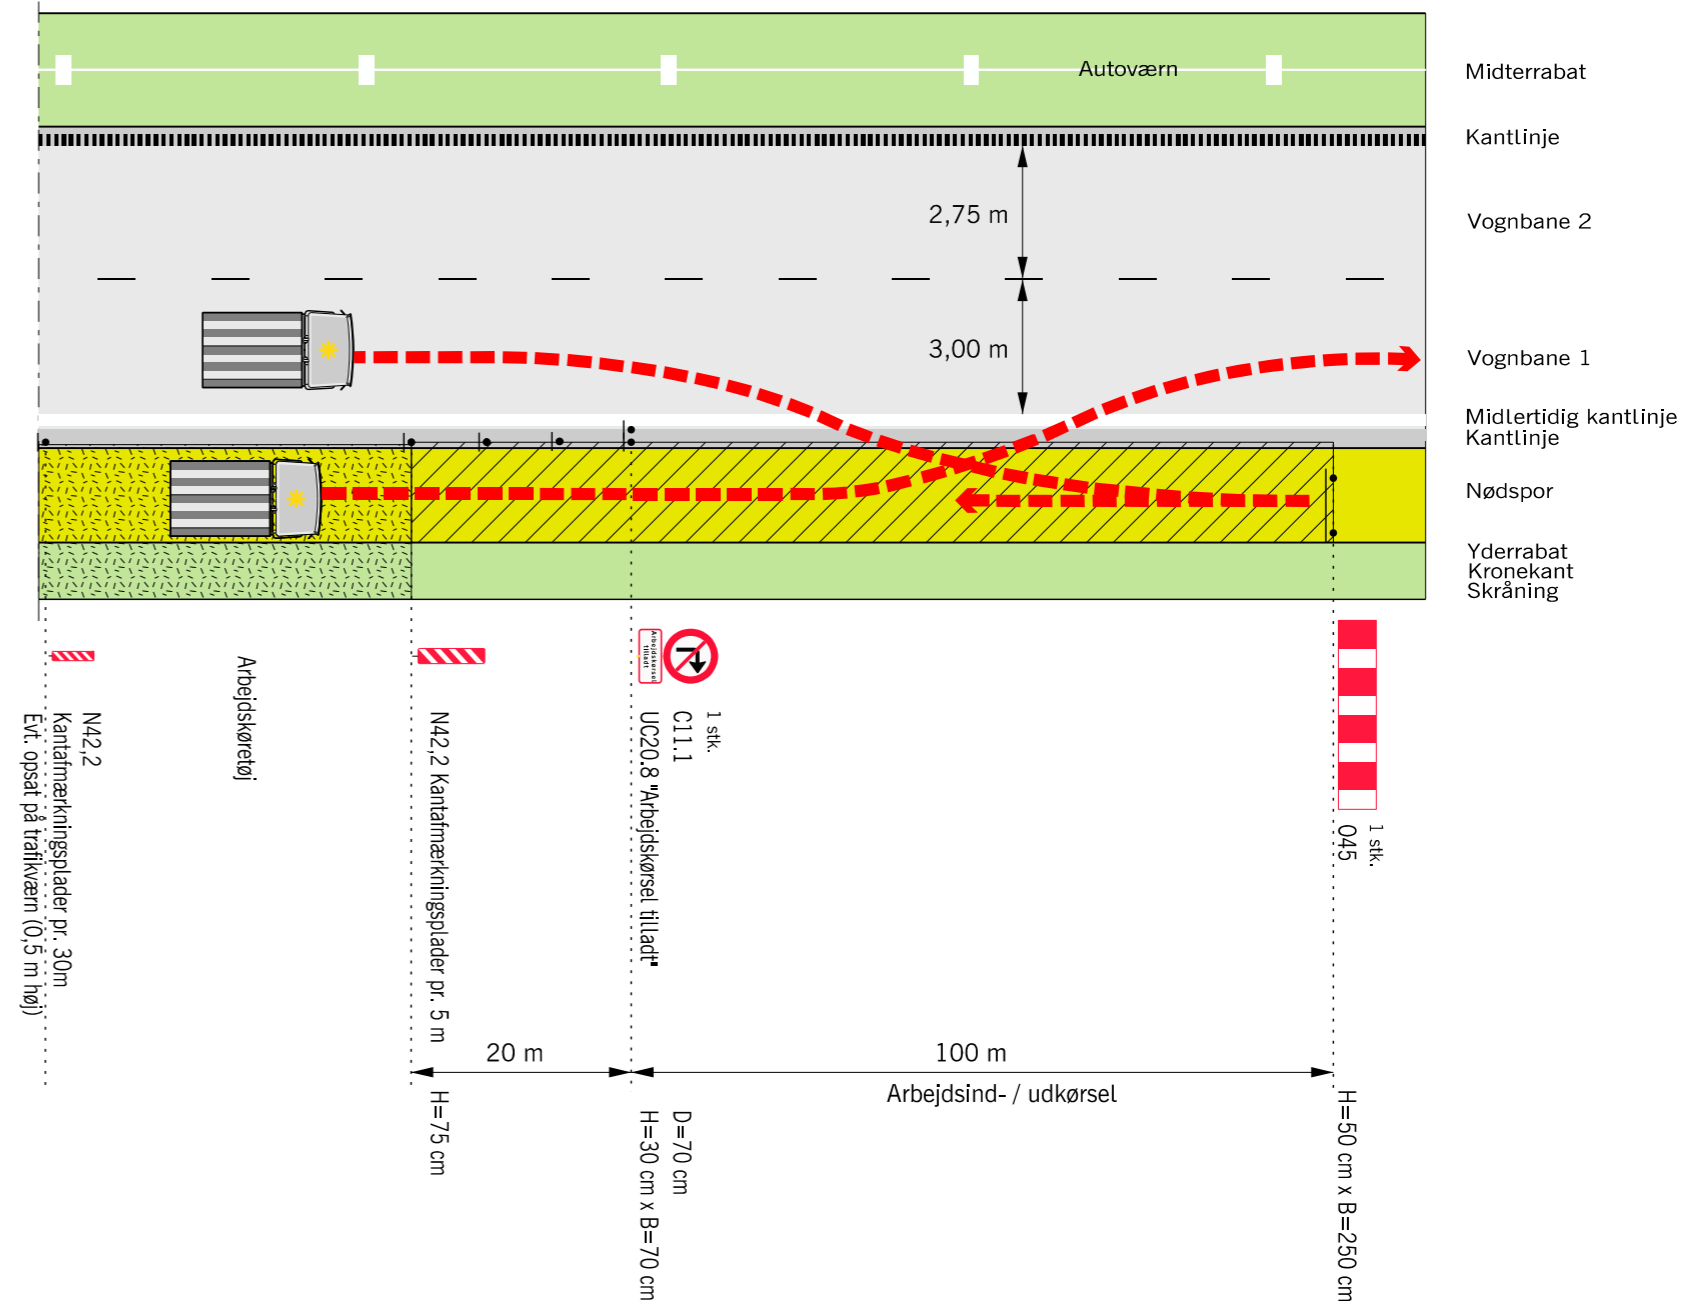 Autoværn
Midterrabat
Kantlinje
2,75 m
Vognbane 2
3,00 m
Vognbane 1
Midlertidig kantlinje
Kantlinje
Nødspor
Yderrabat
Kronekant
Skråning
N42,2
Kantafmærkningsplader pr. 30m
Evt. opsat på trafikværn (0,5 m høj)
Arbejdskøretøj
N42,2 Kantafmærkningsplader pr. 5 m
H=75 cm
Arbejdskørsel
tilladt
1 stk.
C11.1
UC20.8 "Arbejdskørsel tilladt"
D=70 cm
H=30 cm x B=70 cm
1 stk.
O45
H=50 cm x B=250 cm
20 m
100 m
Arbejdsind- / udkørsel